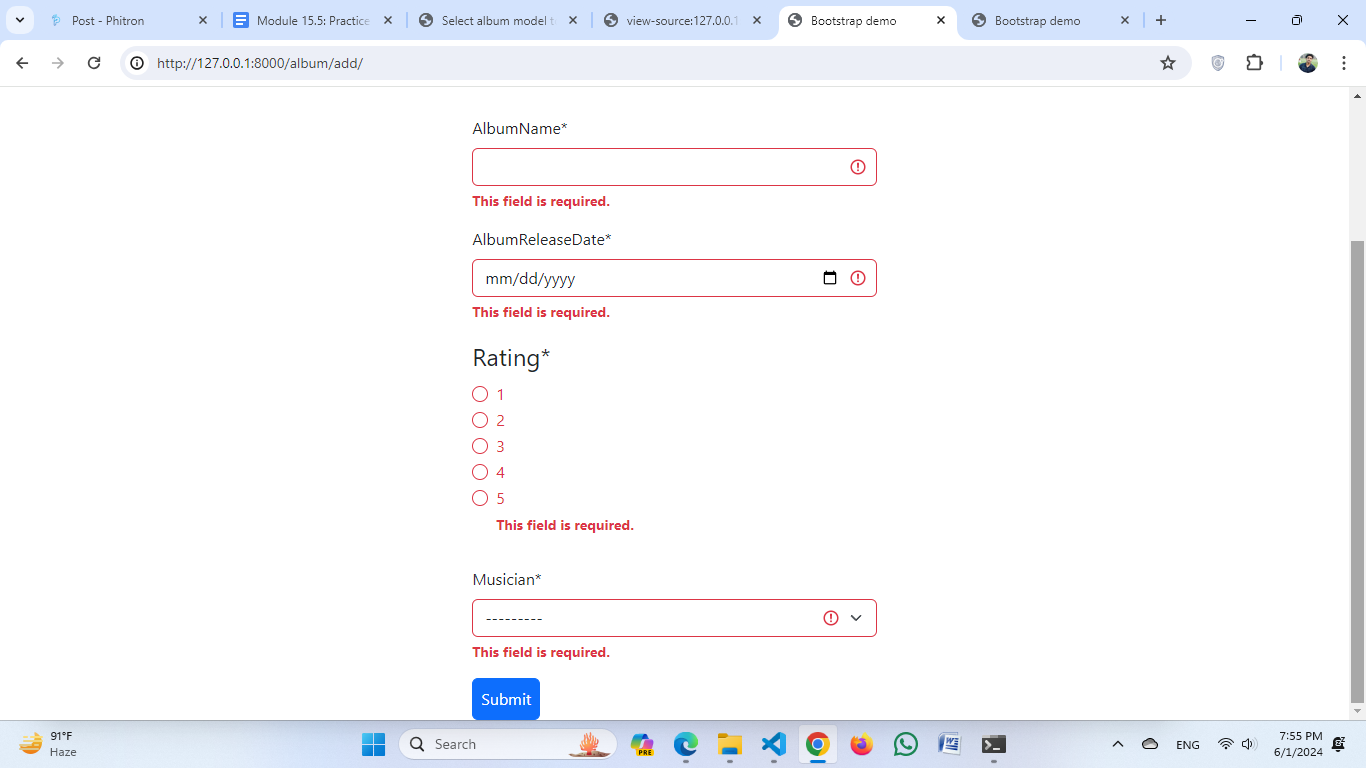 Post - Phitron
Module 15.5: Practice
Select album model t
view-source:127.0.0.1
Bootstrap demo
Bootstrap demo
http://127.0.0.1:8000/album/add/
AlbumName*
This field is required.
AlbumReleaseDate*
mm/dd/yyyy
This field is required.
Rating*
1
2
3
4
5
This field is required.
Musician*
---------
This field is required.
Submit
91°F
Haze
Search
PRE
ENG
7:55 PM
6/1/2024